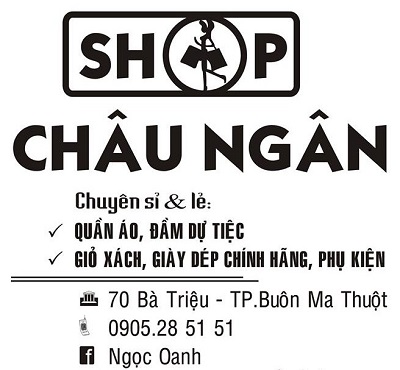 SHOP
CHÂU NGÂN
Chuyên sỉ & lẻ:
QUẦN ÁO, ĐẦM DỰ TIỆC
GIỎ XÁCH, GIÀY DÉP CHÍNH HÃNG, PHỤ KIỆN
70 Bà Triệu - TP.Buôn Ma Thuột
0905.28 51 51
Ngọc Oanh